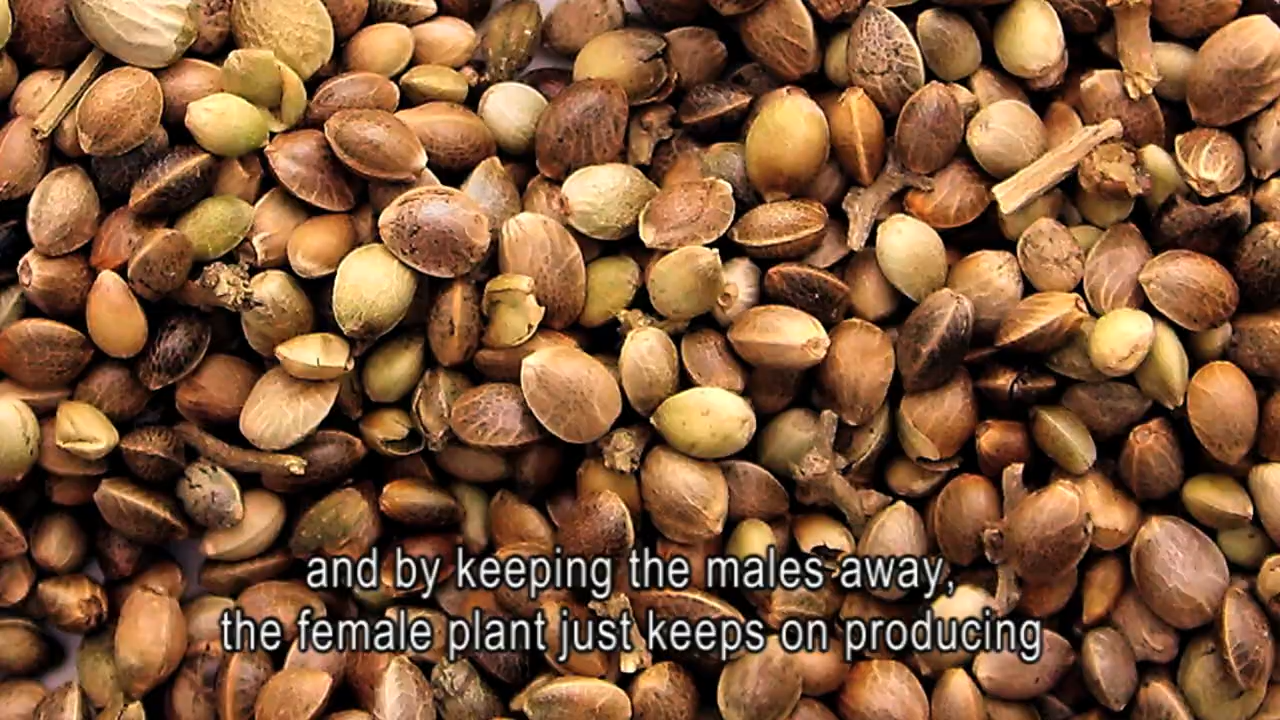 and by keeping the males away,
the female plant just keeps on producing